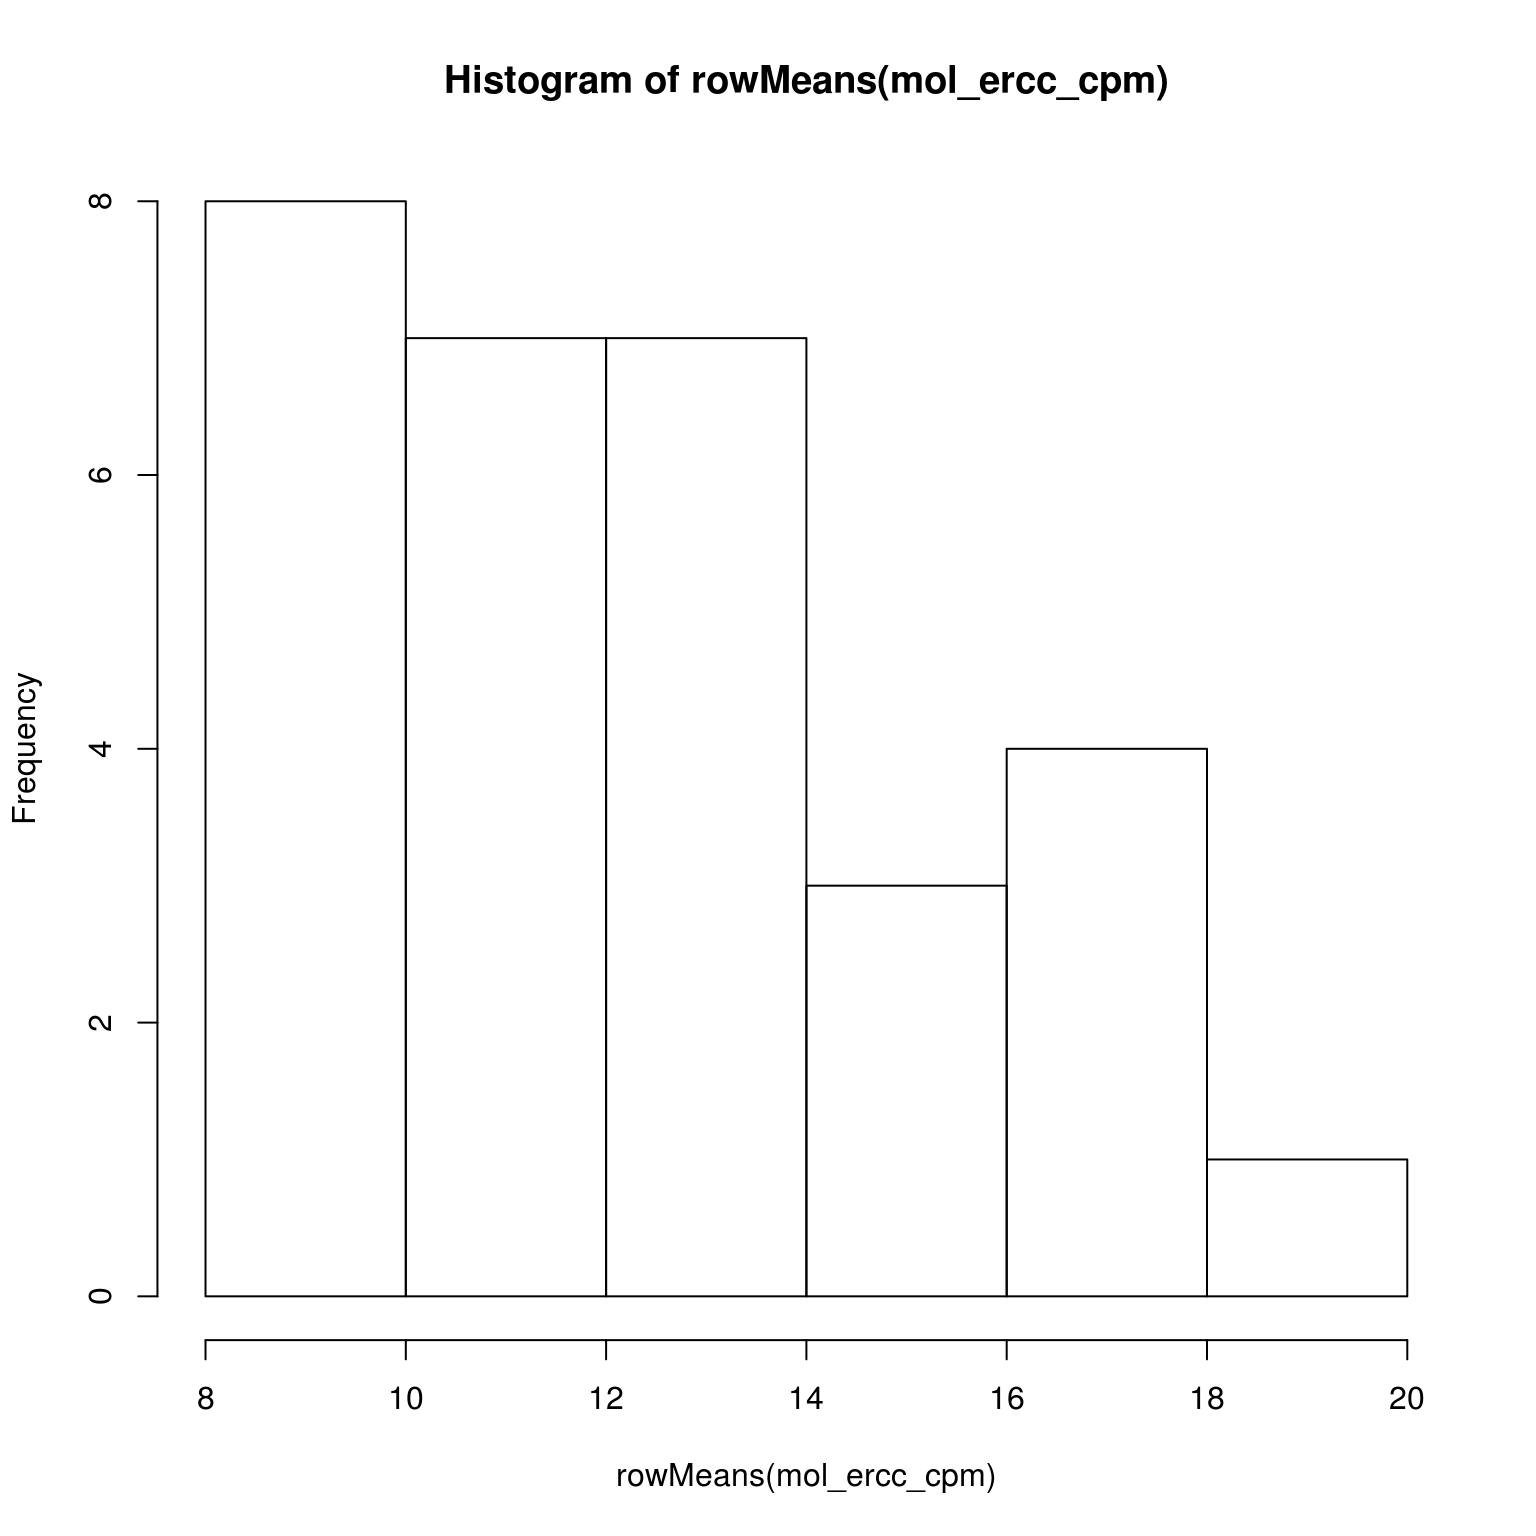 Histogram of rowMeans(mol_ercc_cpm)
8
6
4
2
0
Frequency
8 10 12 14 16 18 20
rowMeans(mol_ercc_cpm)